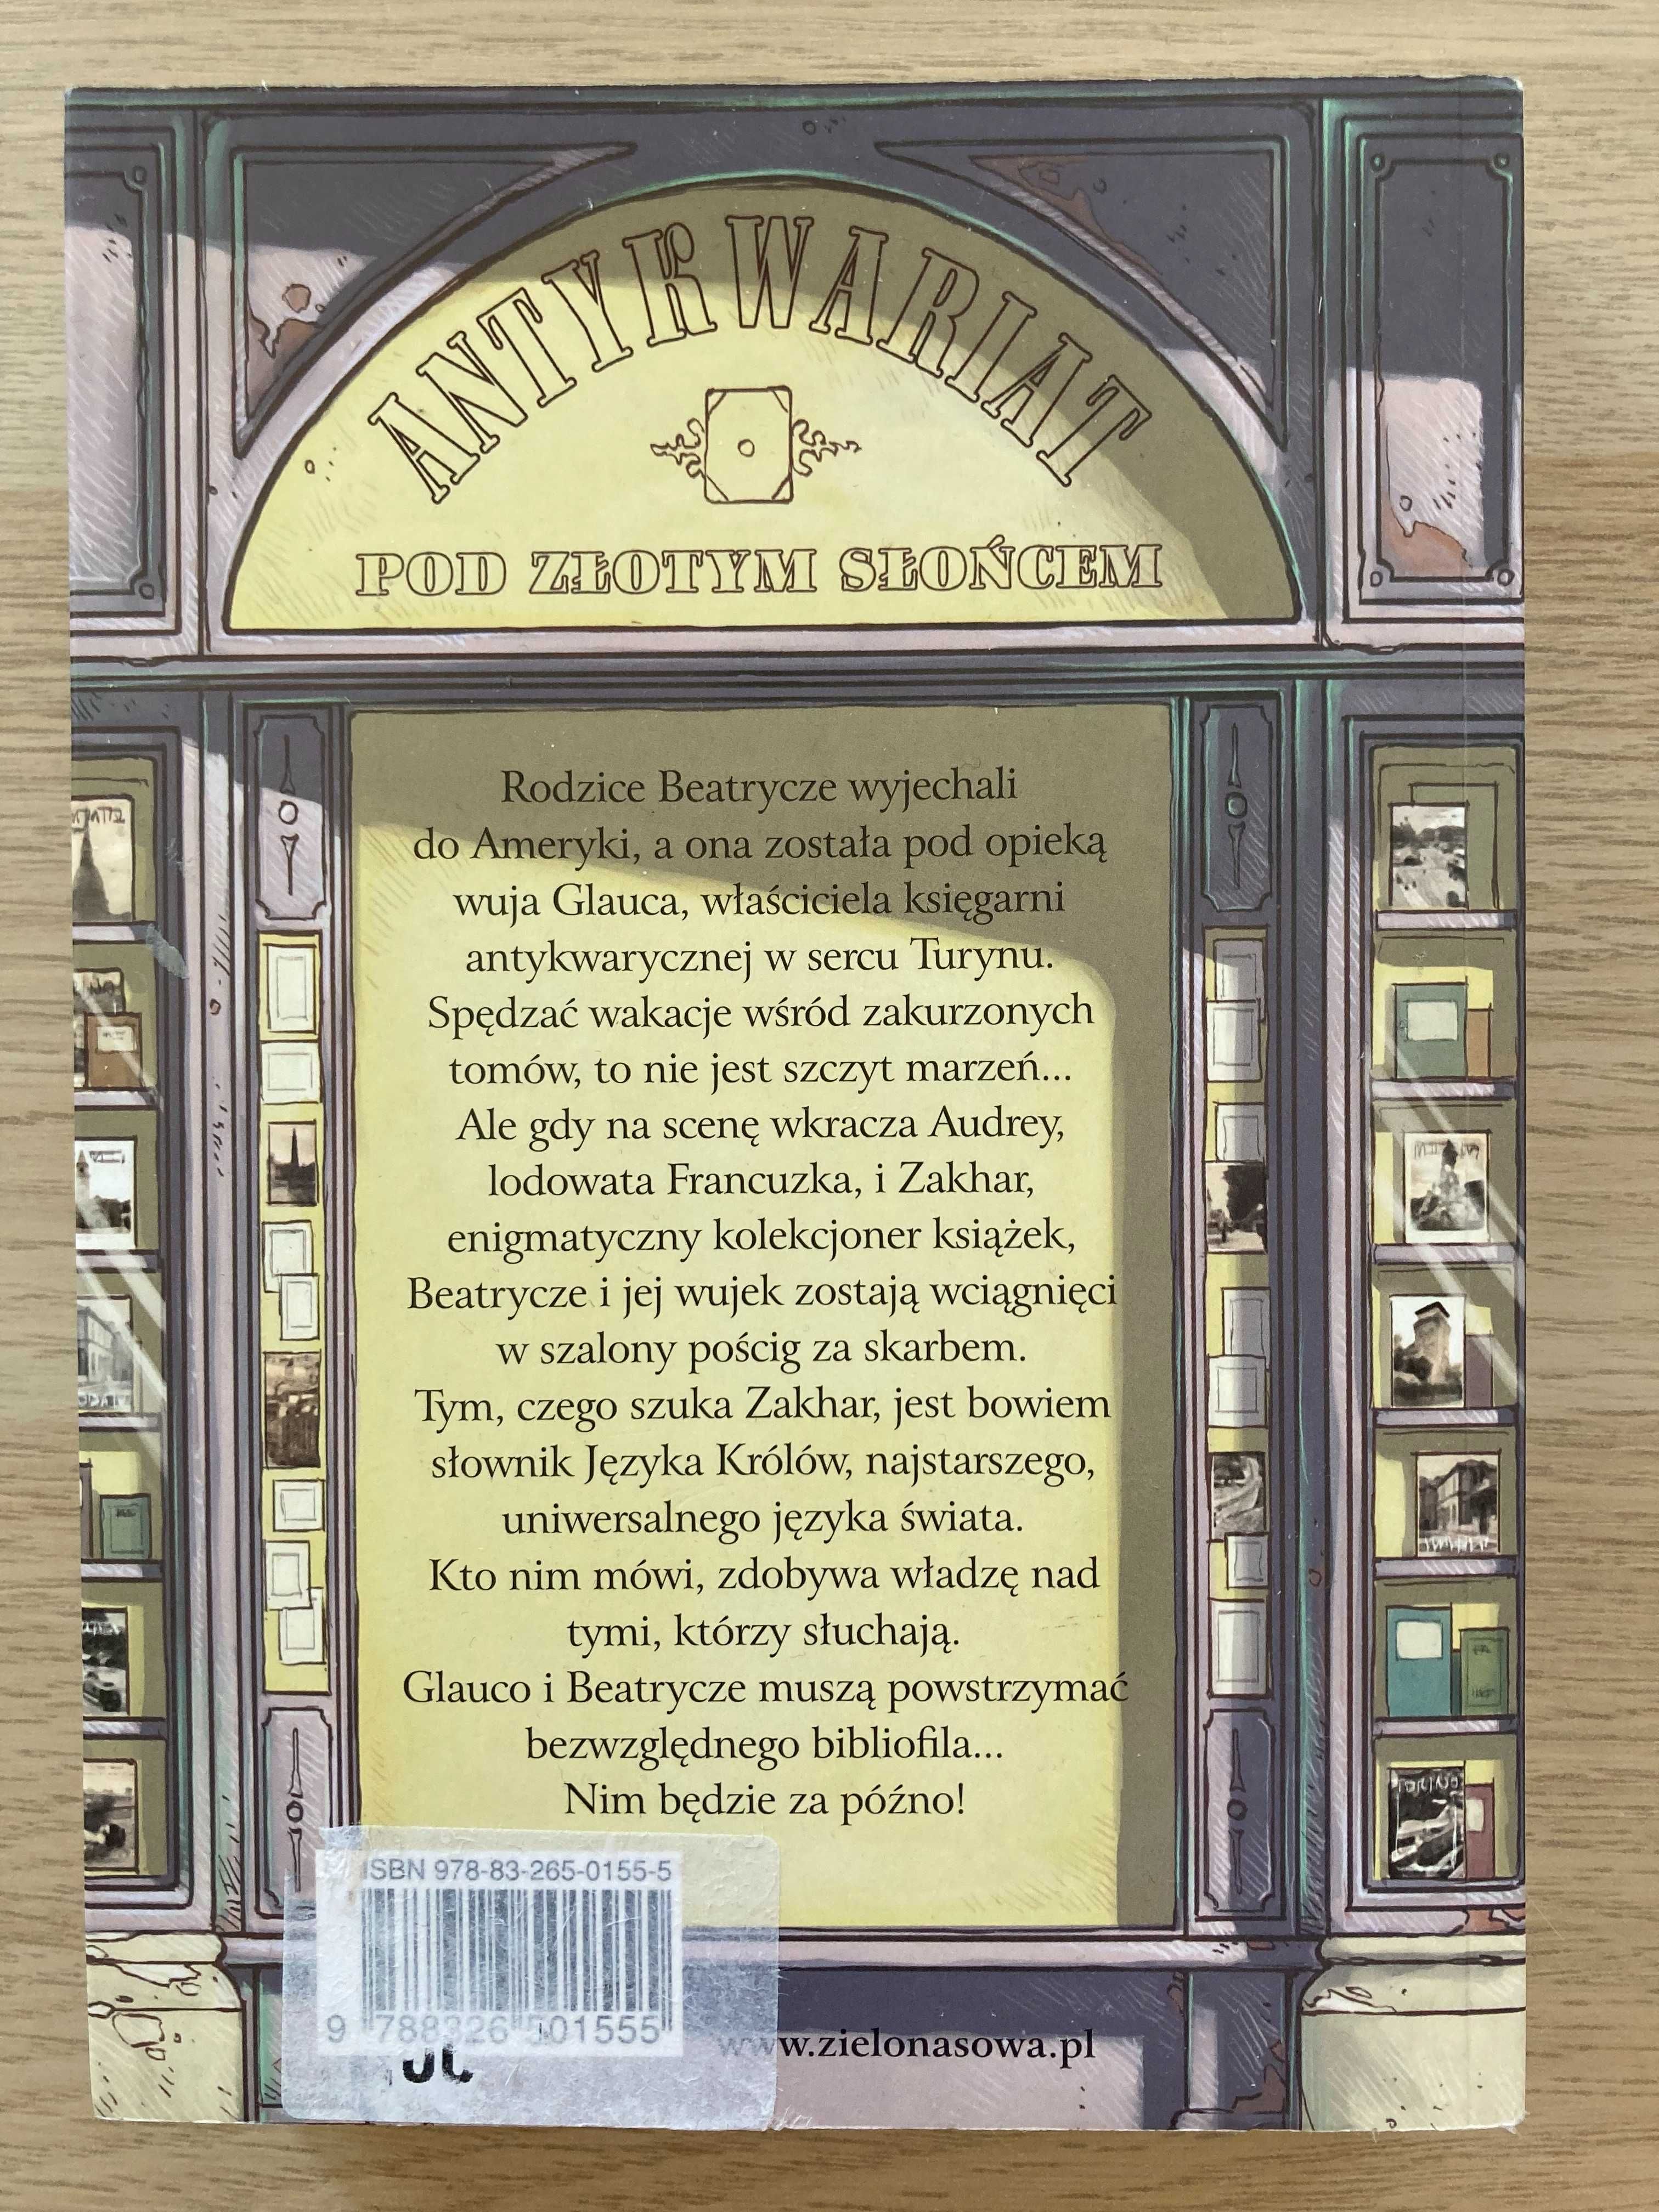 ANTYKWARIAT
POD ZŁOTYM SŁOŃCEM
Rodzice Beatrycze wyjechali
do Ameryki, a ona została pod opieką
wuja Glauca, właściciela księgarni
antykwarycznej w sercu Turynu.
Spędzać wakacje wśród zakurzonych
tomów, to nie jest szczyt marzeń...
Ale gdy na scenę wkracza Audrey,
lodowata Francuzka, i Zakhar,
enigmatyczny kolekcjoner książek,
Beatrycze i jej wujek zostają wciągnięci
w szalony pościg za skarbem.
Tym, czego szuka Zakhar, jest bowiem
słownik Języka Królów, najstarszego,
uniwersalnego języka świata.
Kto nim mówi, zdobywa władzę nad
tymi, którzy słuchają.
Glauco i Beatrycze muszą powstrzymać
bezwzględnego bibliofila...
Nim będzie za późno!
ISBN 978-83-265-0155-5
9 788326 501555
www.zielonasowa.pl